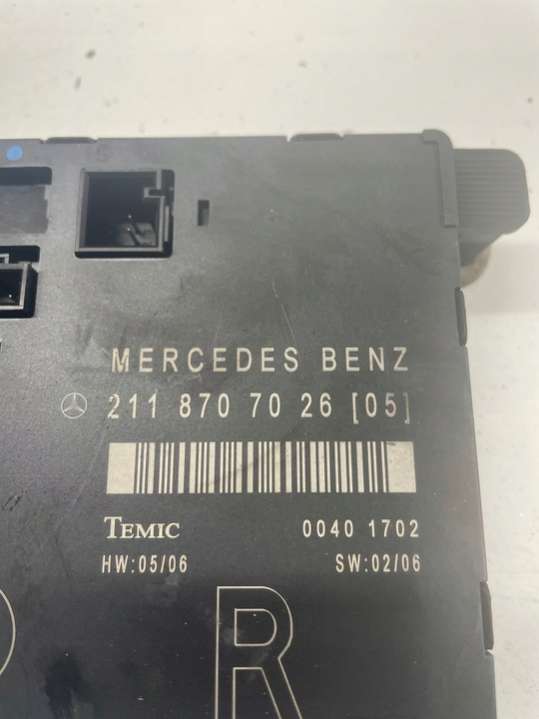 MERCEDES BENZ
211 870 70 26 [05]
TEMIC 0040 1702
HW:05/06 SW:02/06
R